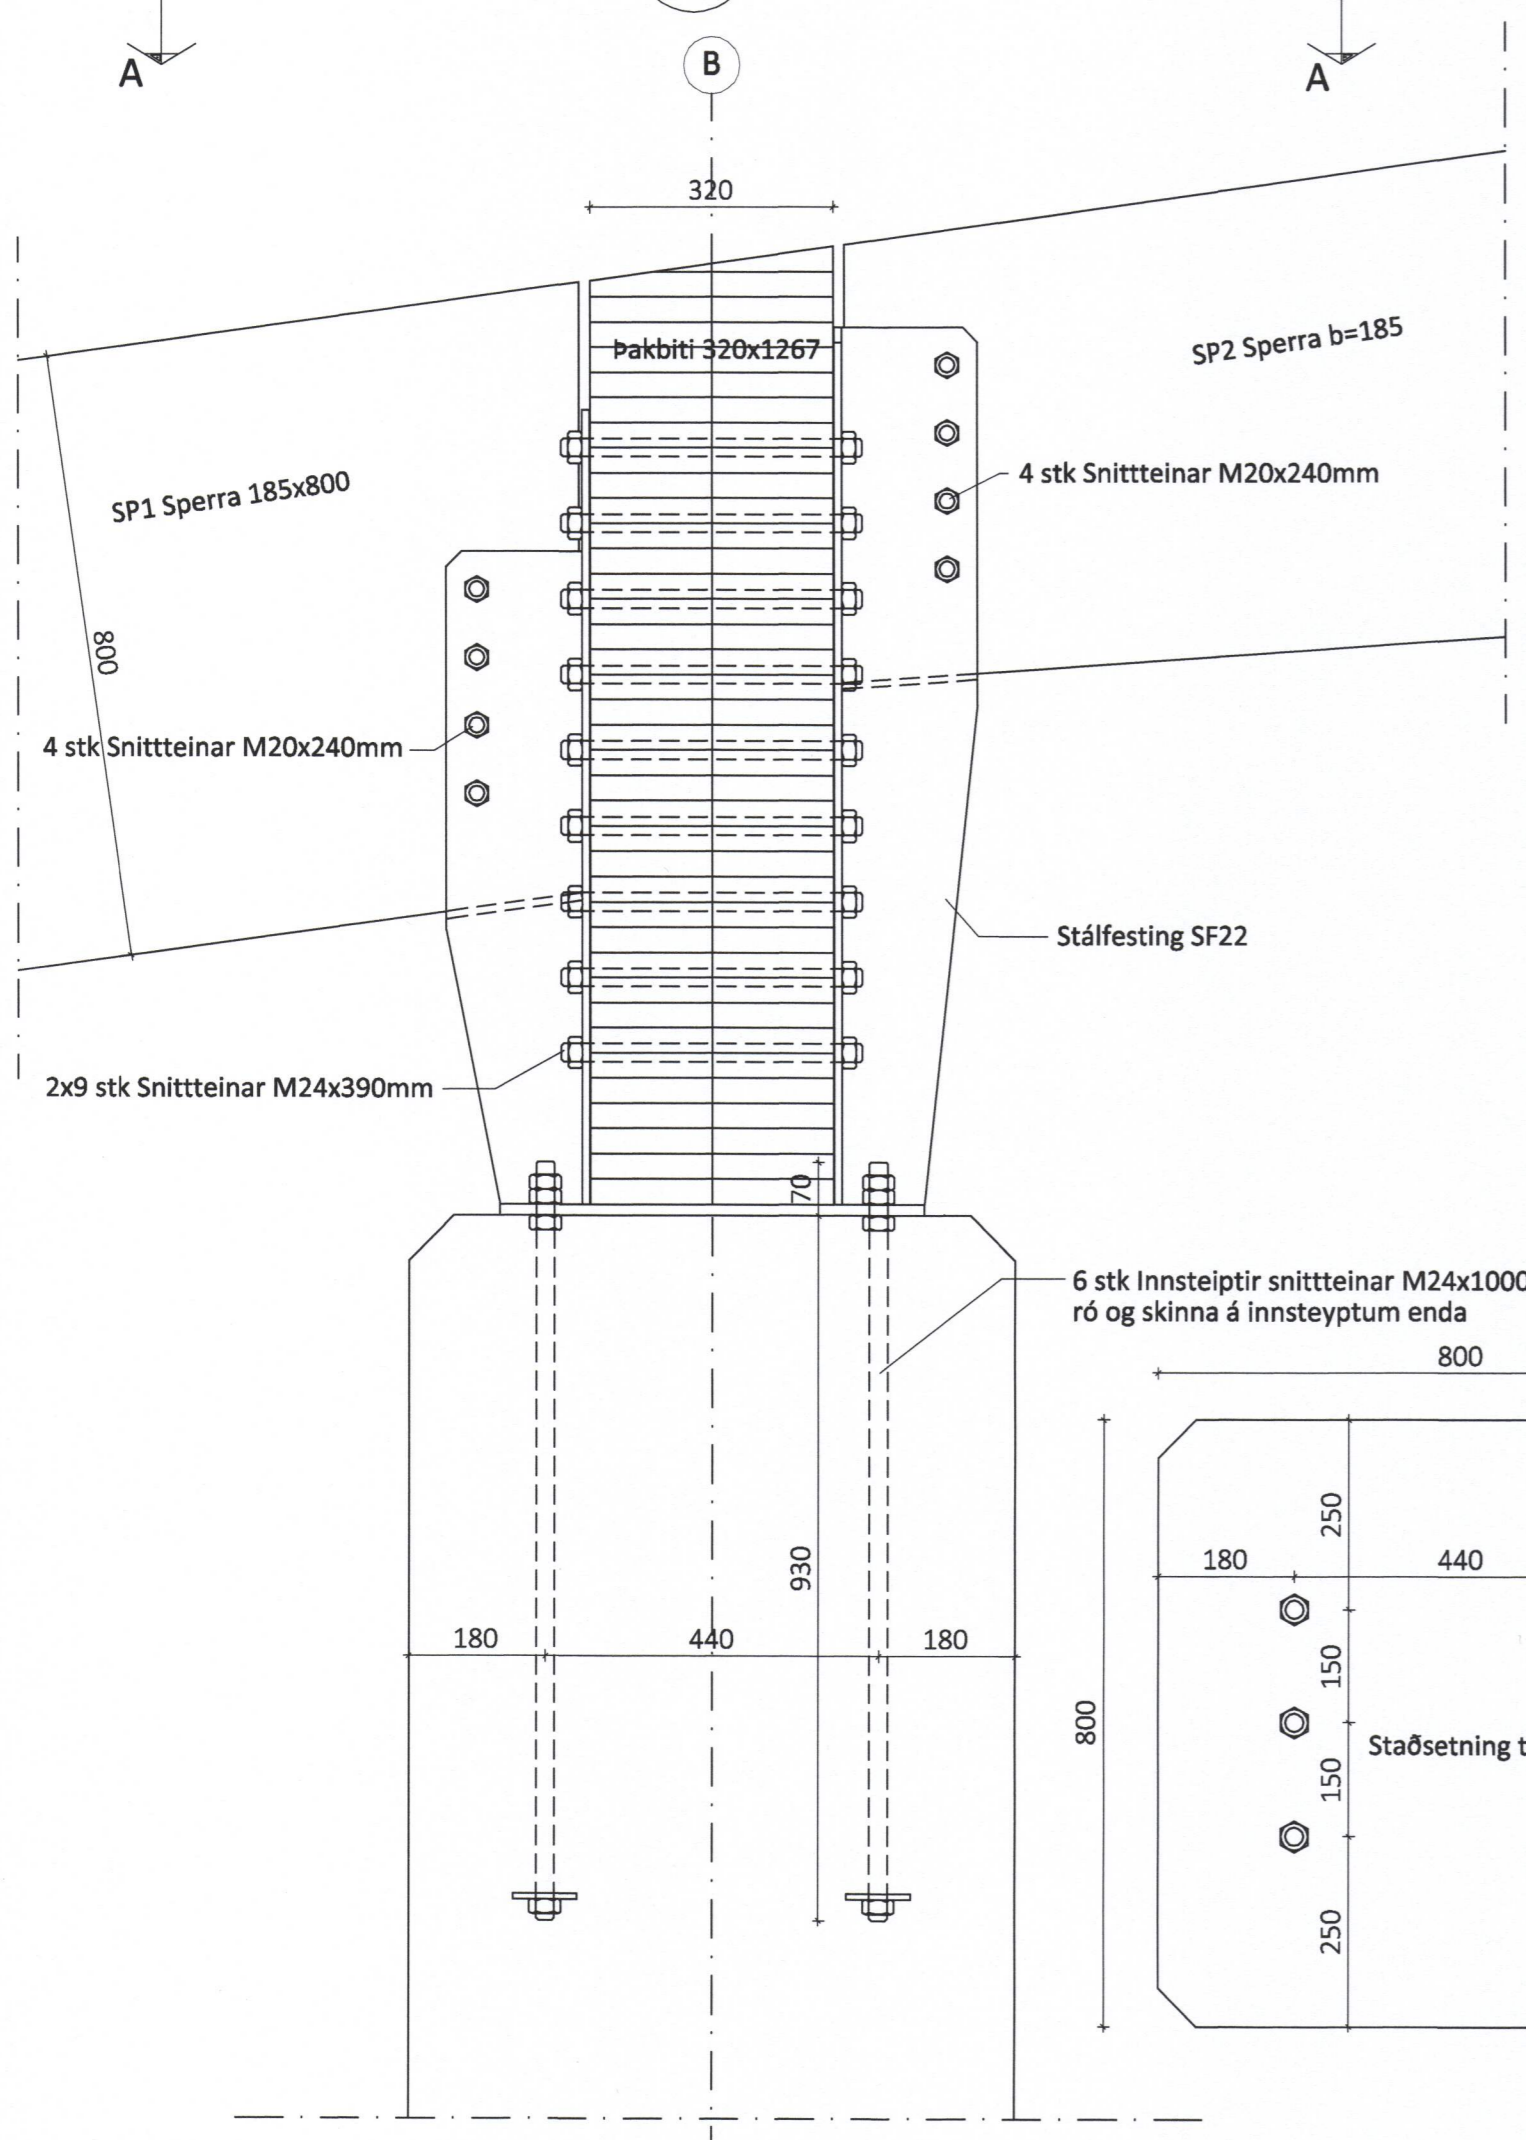 A
B
A
320
Þakbiti 320x1267
SP2 Sperra b=185
SP1 Sperra 185x800
4 stk Snittteinar M20x240mm
800
4 stk Snittteinar M20x240mm
Stálfesting SF22
2x9 stk Snittteinar M24x390mm
70
6 stk Innsteiptir snittteinar M24x1000
ró og skinna á innsteyptum enda
800
250
180
440
930
180
440
180
150
800
Staðsetning t
150
250